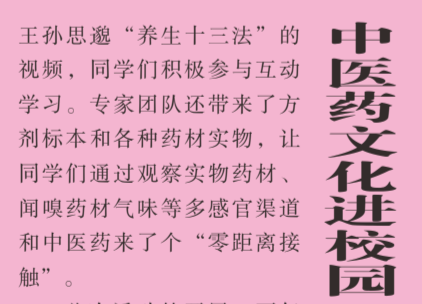 中医药文化进校园
王孙思邈“养生十三法”的
视频，同学们积极参与互动
学习。专家团队还带来了方
剂标本和各种药材实物，让
同学们通过观察实物药材、
闻嗅药材气味等多感官渠道
和中医药来了个“零距离接
触”。